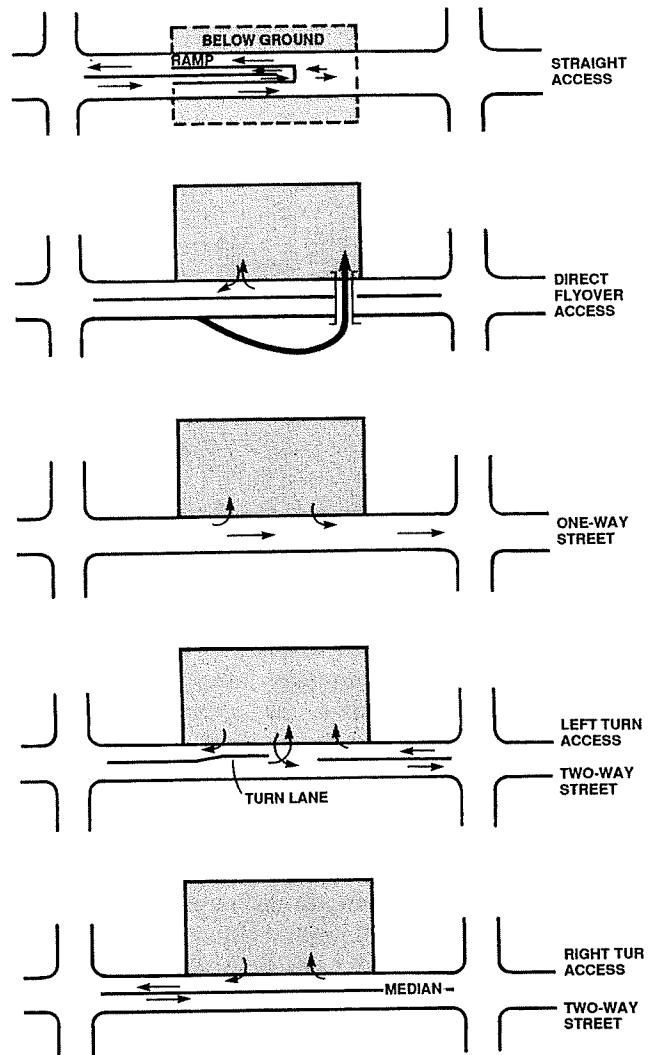 BELOW GROUND
RAMP
STRAIGHT
ACCESS
DIRECT
FLYOVER
ACCESS
ONE-WAY
STREET
LEFT TURN
ACCESS
TWO-WAY
STREET
TURN LANE
RIGHT TUR
ACCESS
MEDIAN
TWO-WAY
STREET